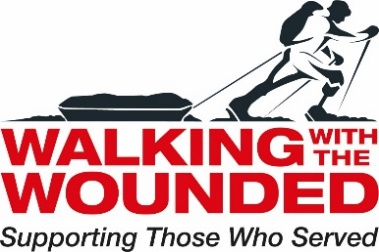 WALKING WITH THE
WOUNDED
Supporting Those Who Served